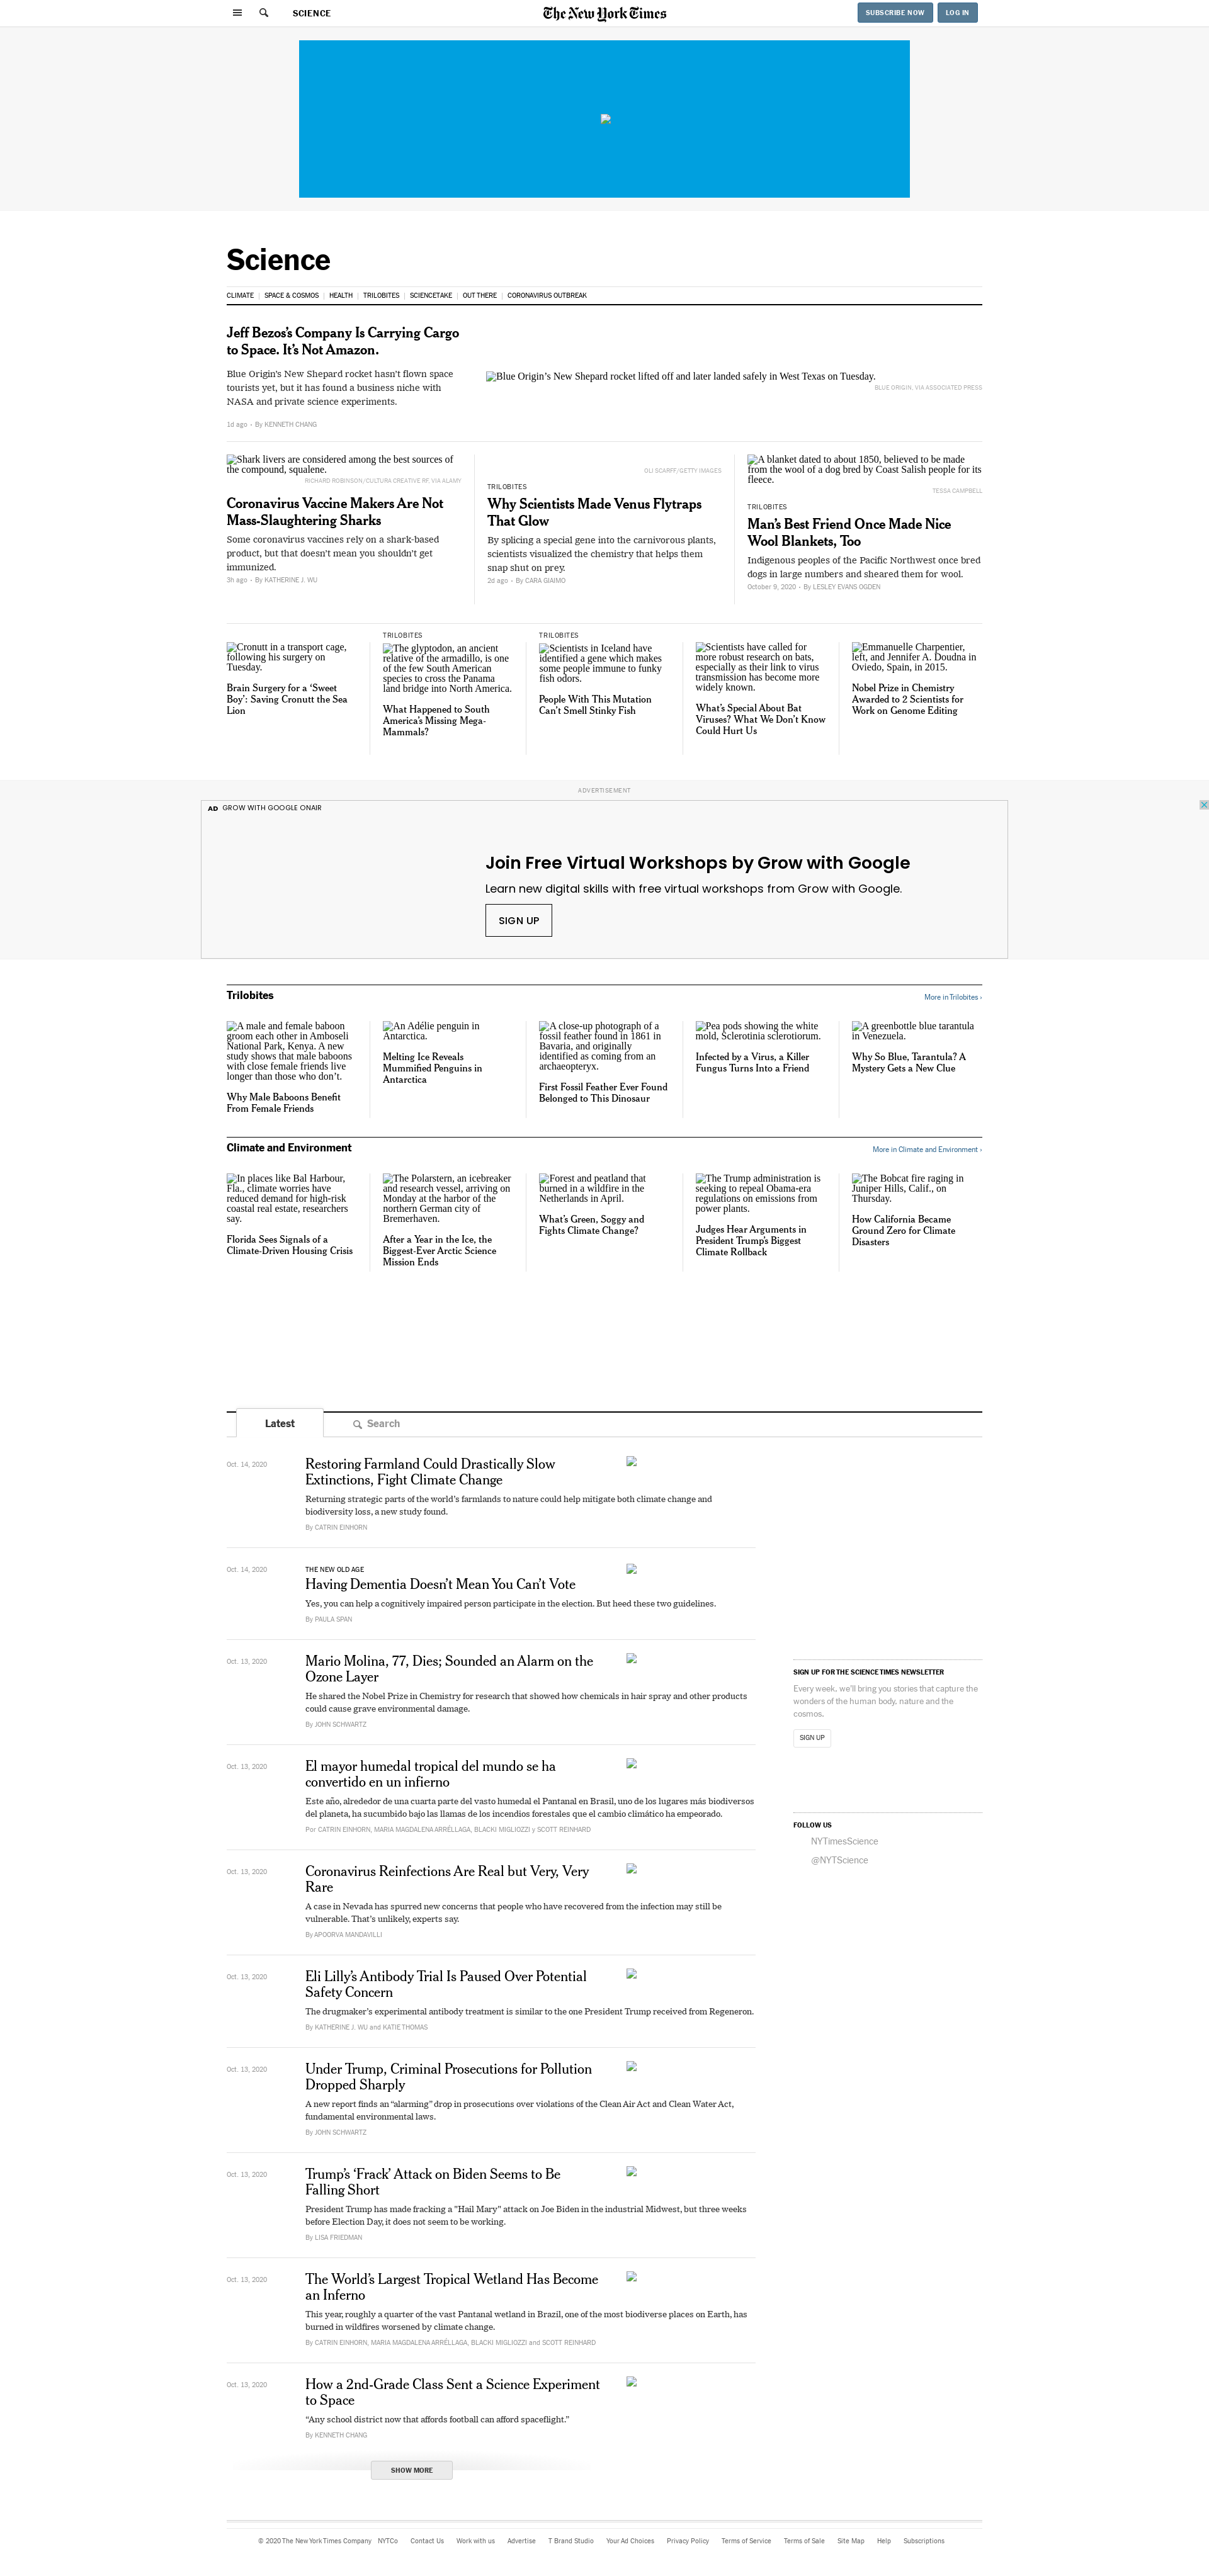 SCIENCE
The New York Times
SUBSCRIBE NOW
LOG IN
Science
CLIMATE
SPACE & COSMOS
HEALTH
TRILOBITES
SCIENCETAKE
OUT THERE
CORONAVIRUS OUTBREAK
Jeff Bezos’s Company Is Carrying Cargo
to Space. It’s Not Amazon.
Blue Origin’s New Shepard rocket hasn’t flown space
tourists yet, but it has found a business niche with
NASA and private science experiments.
1d ago • By KENNETH CHANG
Blue Origin’s New Shepard rocket lifted off and later landed safely in West Texas on Tuesday.
BLUE ORIGIN, VIA ASSOCIATED PRESS
Shark livers are considered among the best sources of
the compound, squalene.
RICHARD ROBINSON/CULTURA CREATIVE RF, VIA ALAMY
Coronavirus Vaccine Makers Are Not
Mass-Slaughtering Sharks
Some coronavirus vaccines rely on a shark-based
product, but that doesn’t mean you shouldn’t get
immunized.
3h ago • By KATHERINE J. WU
OLI SCARFF/GETTY IMAGES
TRILOBITES
Why Scientists Made Venus Flytraps
That Glow
By splicing a special gene into the carnivorous plants,
scientists visualized the chemistry that helps them
snap shut on prey.
2d ago • By CARA GIAIMO
A blanket dated to about 1850, believed to be made
from the wool of a dog bred by Coast Salish people for its
fleece.
TESSA CAMPBELL
TRILOBITES
Man’s Best Friend Once Made Nice
Wool Blankets, Too
Indigenous peoples of the Pacific Northwest once bred
dogs in large numbers and sheared them for wool.
October 9, 2020 • By LESLEY EVANS OGDEN
Cronutt in a transport cage,
following his surgery on
Tuesday.
Brain Surgery for a ‘Sweet
Boy’: Saving Cronutt the Sea
Lion
TRILOBITES
The glyptodon, an ancient
relative of the armadillo, is one
of the few South American
species to cross the Panama
land bridge into North America.
What Happened to South
America’s Missing Mega-
Mammals?
TRILOBITES
Scientists in Iceland have
identified a gene which makes
some people immune to funky
fish odors.
People With This Mutation
Can’t Smell Stinky Fish
Scientists have called for
more robust research on bats,
especially as their link to virus
transmission has become more
widely known.
What’s Special About Bat
Viruses? What We Don’t Know
Could Hurt Us
Emmanuelle Charpentier,
left, and Jennifer A. Doudna in
Oviedo, Spain, in 2015.
Nobel Prize in Chemistry
Awarded to 2 Scientists for
Work on Genome Editing
ADVERTISEMENT
AD GROW WITH GOOGLE ONAIR
Join Free Virtual Workshops by Grow with Google
Learn new digital skills with free virtual workshops from Grow with Google.
SIGN UP
Trilobites
More in Trilobites ›
A male and female baboon
groom each other in Amboseli
National Park, Kenya. A new
study shows that male baboons
with close female friends live
longer than those who don’t.
Why Male Baboons Benefit
From Female Friends
An Adélie penguin in
Antarctica.
Melting Ice Reveals
Mummified Penguins in
Antarctica
A close-up photograph of a
fossil feather found in 1861 in
Bavaria, and originally
identified as coming from an
archaeopteryx.
First Fossil Feather Ever Found
Belonged to This Dinosaur
Pea pods showing the white
mold, Sclerotinia sclerotiorum.
Infected by a Virus, a Killer
Fungus Turns Into a Friend
A greenbottle blue tarantula
in Venezuela.
Why So Blue, Tarantula? A
Mystery Gets a New Clue
Climate and Environment
More in Climate and Environment ›
In places like Bal Harbour,
Fla., climate worries have
reduced demand for high-risk
coastal real estate, researchers
say.
Florida Sees Signals of a
Climate-Driven Housing Crisis
The Polarstern, an icebreaker
and research vessel, arriving on
Monday at the harbor of the
northern German city of
Bremerhaven.
After a Year in the Ice, the
Biggest-Ever Arctic Science
Mission Ends
Forest and peatland that
burned in a wildfire in the
Netherlands in April.
What’s Green, Soggy and
Fights Climate Change?
The Trump administration is
seeking to repeal Obama-era
regulations on emissions from
power plants.
Judges Hear Arguments in
President Trump’s Biggest
Climate Rollback
The Bobcat fire raging in
Juniper Hills, Calif., on
Thursday.
How California Became
Ground Zero for Climate
Disasters
Latest
Search
Oct. 14, 2020
Restoring Farmland Could Drastically Slow
Extinctions, Fight Climate Change
Returning strategic parts of the world’s farmlands to nature could help mitigate both climate change and
biodiversity loss, a new study found.
By CATRIN EINHORN
Oct. 14, 2020
THE NEW OLD AGE
Having Dementia Doesn’t Mean You Can’t Vote
Yes, you can help a cognitively impaired person participate in the election. But heed these two guidelines.
By PAULA SPAN
Oct. 13, 2020
Mario Molina, 77, Dies; Sounded an Alarm on the
Ozone Layer
He shared the Nobel Prize in Chemistry for research that showed how chemicals in hair spray and other products
could cause grave environmental damage.
By JOHN SCHWARTZ
Oct. 13, 2020
El mayor humedal tropical del mundo se ha
convertido en un infierno
Este año, alrededor de una cuarta parte del vasto humedal el Pantanal en Brasil, uno de los lugares más biodiversos
del planeta, ha sucumbido bajo las llamas de los incendios forestales que el cambio climático ha empeorado.
Por CATRIN EINHORN, MARIA MAGDALENA ARRÉLLAGA, BLACKI MIGLIOZZI y SCOTT REINHARD
Oct. 13, 2020
Coronavirus Reinfections Are Real but Very, Very
Rare
A case in Nevada has spurred new concerns that people who have recovered from the infection may still be
vulnerable. That’s unlikely, experts say.
By APOORVA MANDAVILLI
Oct. 13, 2020
Eli Lilly’s Antibody Trial Is Paused Over Potential
Safety Concern
The drugmaker’s experimental antibody treatment is similar to the one President Trump received from Regeneron.
By KATHERINE J. WU and KATIE THOMAS
Oct. 13, 2020
Under Trump, Criminal Prosecutions for Pollution
Dropped Sharply
A new report finds an “alarming” drop in prosecutions over violations of the Clean Air Act and Clean Water Act,
fundamental environmental laws.
By JOHN SCHWARTZ
Oct. 13, 2020
Trump’s ‘Frack’ Attack on Biden Seems to Be
Falling Short
President Trump has made fracking a "Hail Mary" attack on Joe Biden in the industrial Midwest, but three weeks
before Election Day, it does not seem to be working.
By LISA FRIEDMAN
Oct. 13, 2020
The World’s Largest Tropical Wetland Has Become
an Inferno
This year, roughly a quarter of the vast Pantanal wetland in Brazil, one of the most biodiverse places on Earth, has
burned in wildfires worsened by climate change.
By CATRIN EINHORN, MARIA MAGDALENA ARRÉLLAGA, BLACKI MIGLIOZZI and SCOTT REINHARD
Oct. 13, 2020
How a 2nd-Grade Class Sent a Science Experiment
to Space
“Any school district now that affords football can afford spaceflight.”
By KENNETH CHANG
SHOW MORE
SIGN UP FOR THE SCIENCE TIMES NEWSLETTER
Every week, we'll bring you stories that capture the
wonders of the human body, nature and the
cosmos.
SIGN UP
FOLLOW US
NYTimesScience
@NYTScience
© 2020 The New York Times Company NYTCo Contact Us Work with us Advertise T Brand Studio Your Ad Choices Privacy Policy Terms of Service Terms of Sale Site Map Help Subscriptions